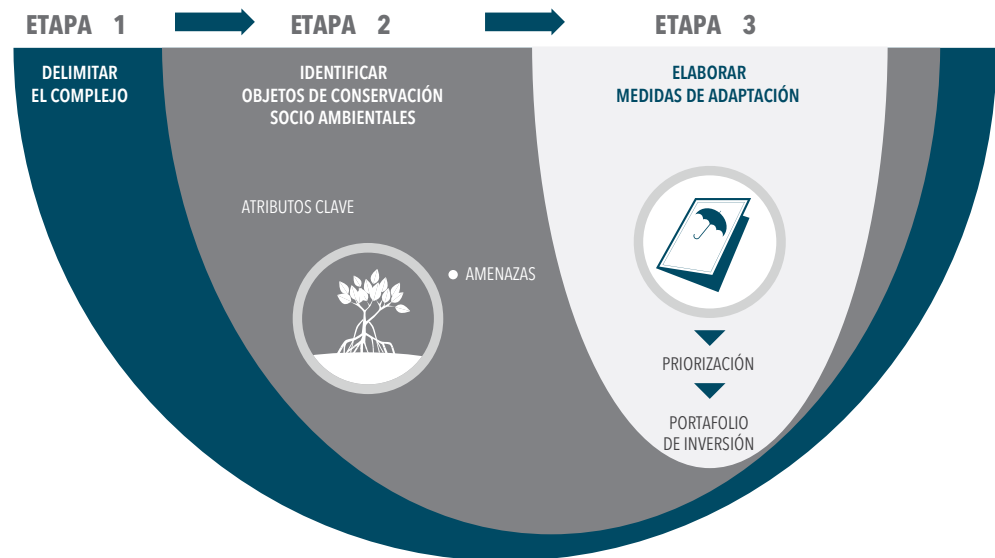 ETAPA 1
ETAPA 2
ETAPA 3
DELIMITAR
EL COMPLEJO
IDENTIFICAR
OBJETOS DE CONSERVACIÓN
SOCIO AMBIENTALES
ATRIBUTOS CLAVE
AMENAZAS
ELABORAR
MEDIDAS DE ADAPTACIÓN
PRIORIZACIÓN
PORTAFOLIO
DE INVERSIÓN